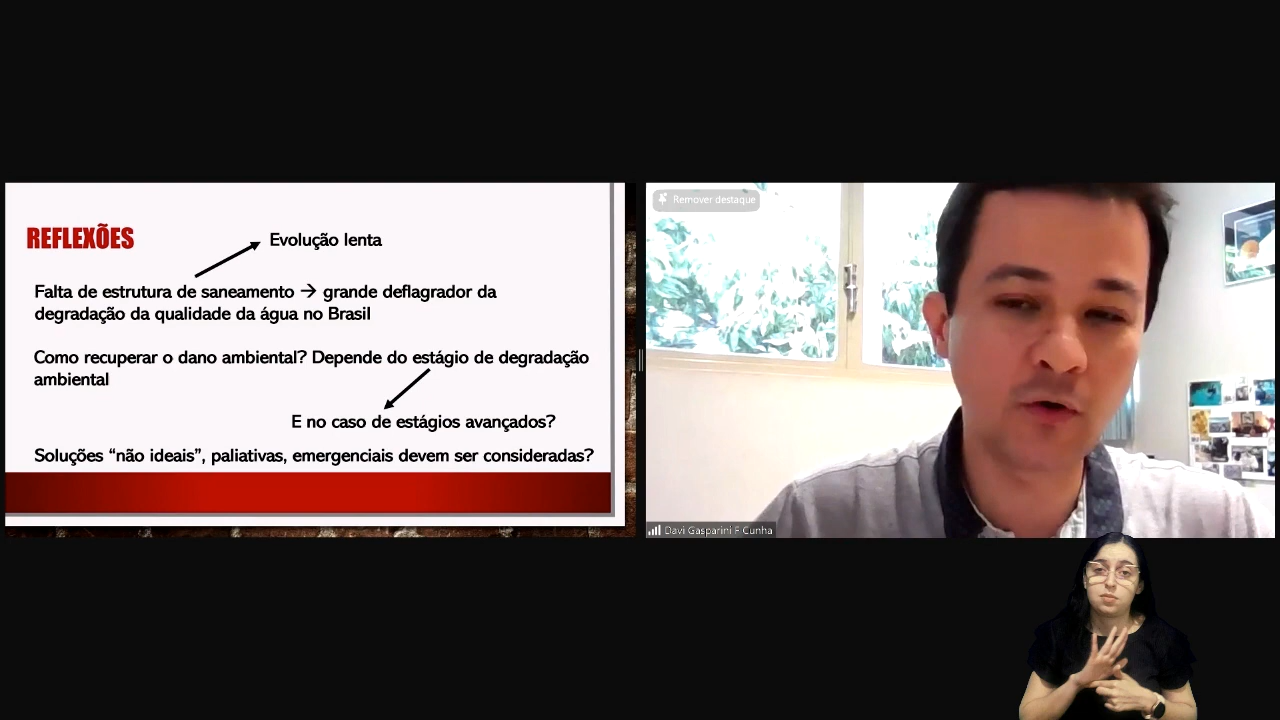 REFLEXÕES
Evolução lenta
Falta de estrutura de saneamento → grande deflagrador da
degradação da qualidade da água no Brasil
Como recuperar o dano ambiental? Depende do estágio de degradação
ambiental
E no caso de estágios avançados?
Soluções “não ideais”, paliativas, emergenciais devem ser consideradas?
Remover destaque
Davi Gasparini F Cunha